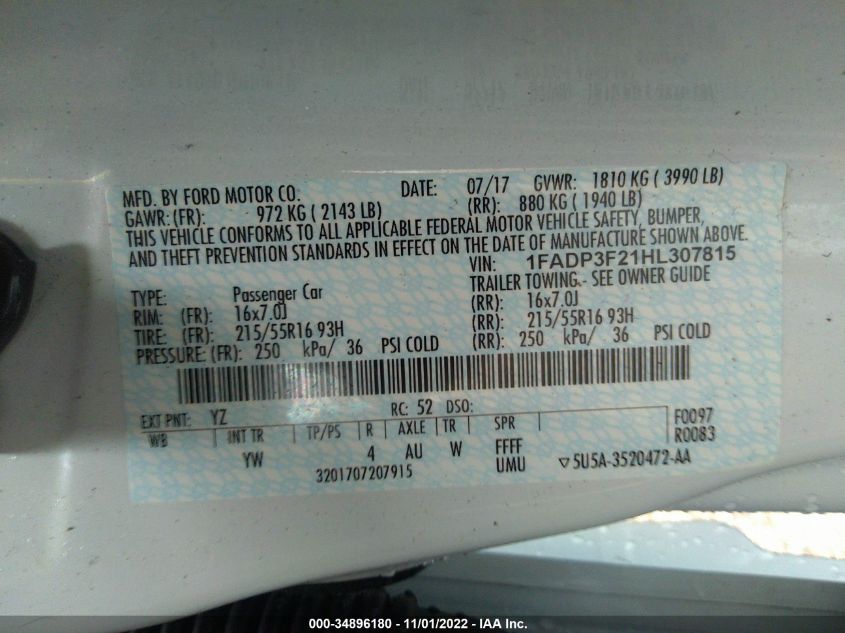 MFD. BY FORD MOTOR CO. DATE: 07/17 GVWR: 1810 KG ( 3990 LB)
GAWR: (FR): 972 KG ( 2143 LB) (RR): 880 KG ( 1940 LB)
THIS VEHICLE CONFORMS TO ALL APPLICABLE FEDERAL MOTOR VEHICLE SAFETY, BUMPER,
AND THEFT PREVENTION STANDARDS IN EFFECT ON THE DATE OF MANUFACTURE SHOWN ABOVE.
VIN: 1FADP3F21HL307815
TYPE: Passenger Car TRAILER TOWING - SEE OWNER GUIDE
RIM: (FR): 16x7.0J (RR): 16x7.0J
TIRE: (FR): 215/55R16 93H (RR): 215/55R16 93H
PRESSURE: (FR): 250 kPa/ 36 PSI COLD (RR): 250 kPa/ 36 PSI COLD
EXT PNT: YZ RC: 52 DSO:
WB INT TR TP/PS R AXLE TR SPR F0097
YW 4 AU W FFFF R0083
3201707207915 UMU ▽5U5A-3520472-AA
000-34896180 - 11/01/2022 - IAA Inc.